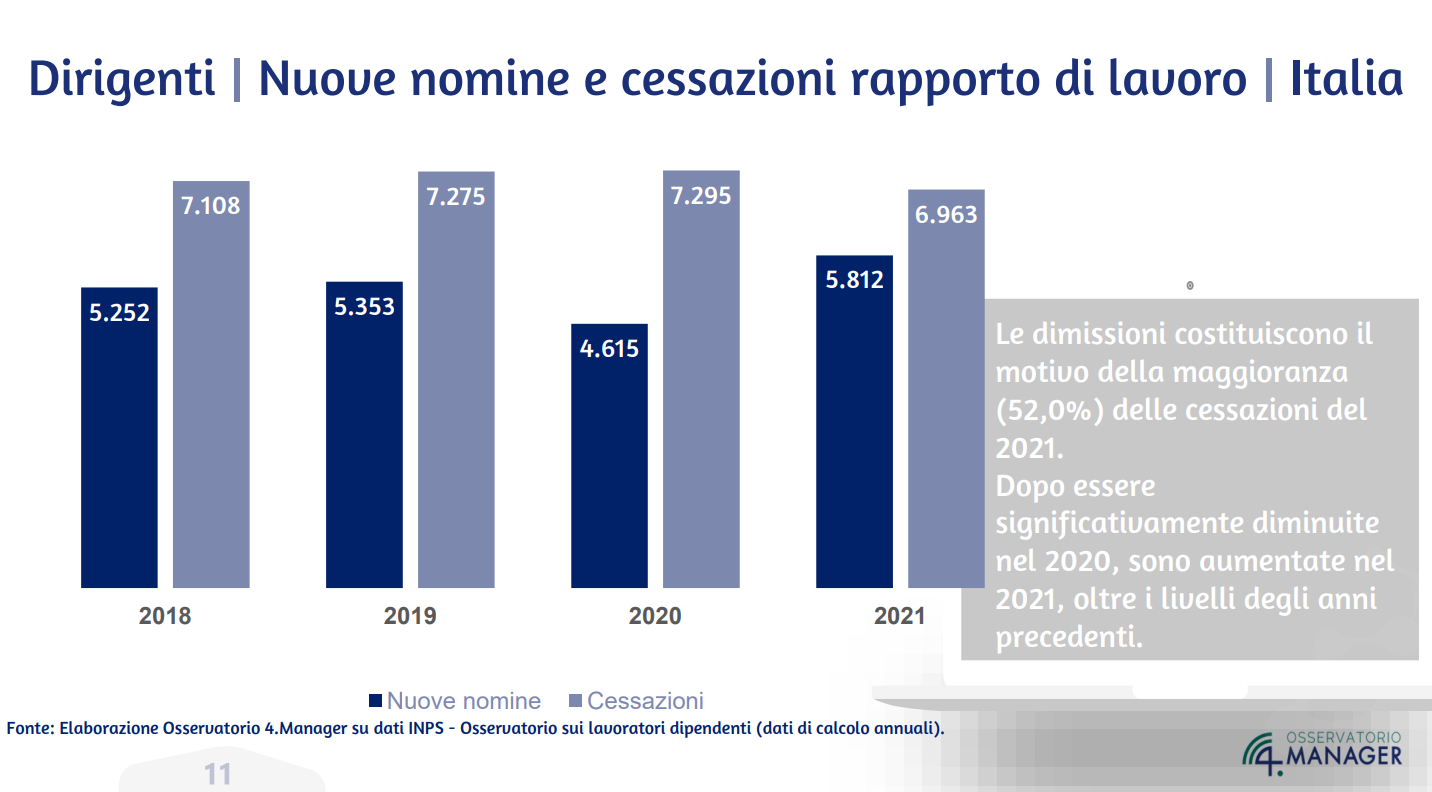 Dirigenti | Nuove nomine e cessazioni rapporto di lavoro | Italia
7.108
7.275
7.295
6.963
5.252
5.353
4.615
5.812
2018
2019
2020
2021
Nuove nomine
Cessazioni
Le dimissioni costituiscono il
motivo della maggioranza
(52,0%) delle cessazioni del
2021.
Dopo essere
significativamente diminuite
nel 2020, sono aumentate nel
2021, oltre i livelli degli anni
precedenti.
Fonte: Elaborazione Osservatorio 4.Manager su dati INPS - Osservatorio sui lavoratori dipendenti (dati di calcolo annuali).
11
OSSERVATORIO
4.MANAGER